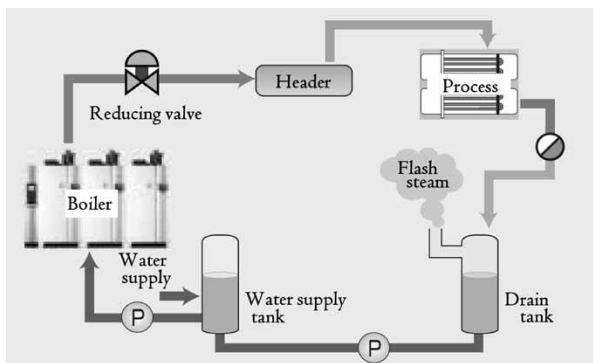 Reducing valve
Header
Process
Flash
steam
Boiler
Water
supply
Water supply
tank
Drain
tank
P
P